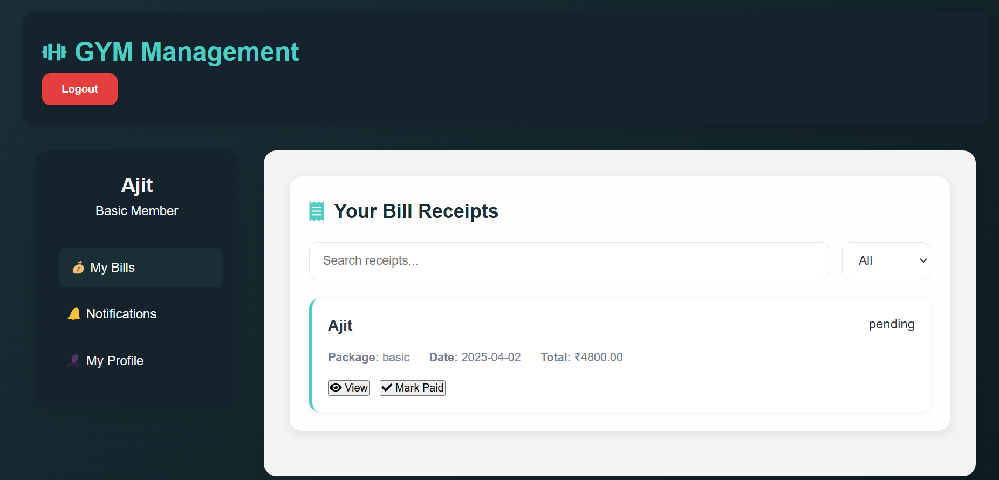 GYM Management
Logout
Ajit
Basic Member
My Bills
Notifications
My Profile
Your Bill Receipts
Search receipts...
All
Ajit
pending
Package: basic Date: 2025-04-02 Total: ₹4800.00
View Mark Paid